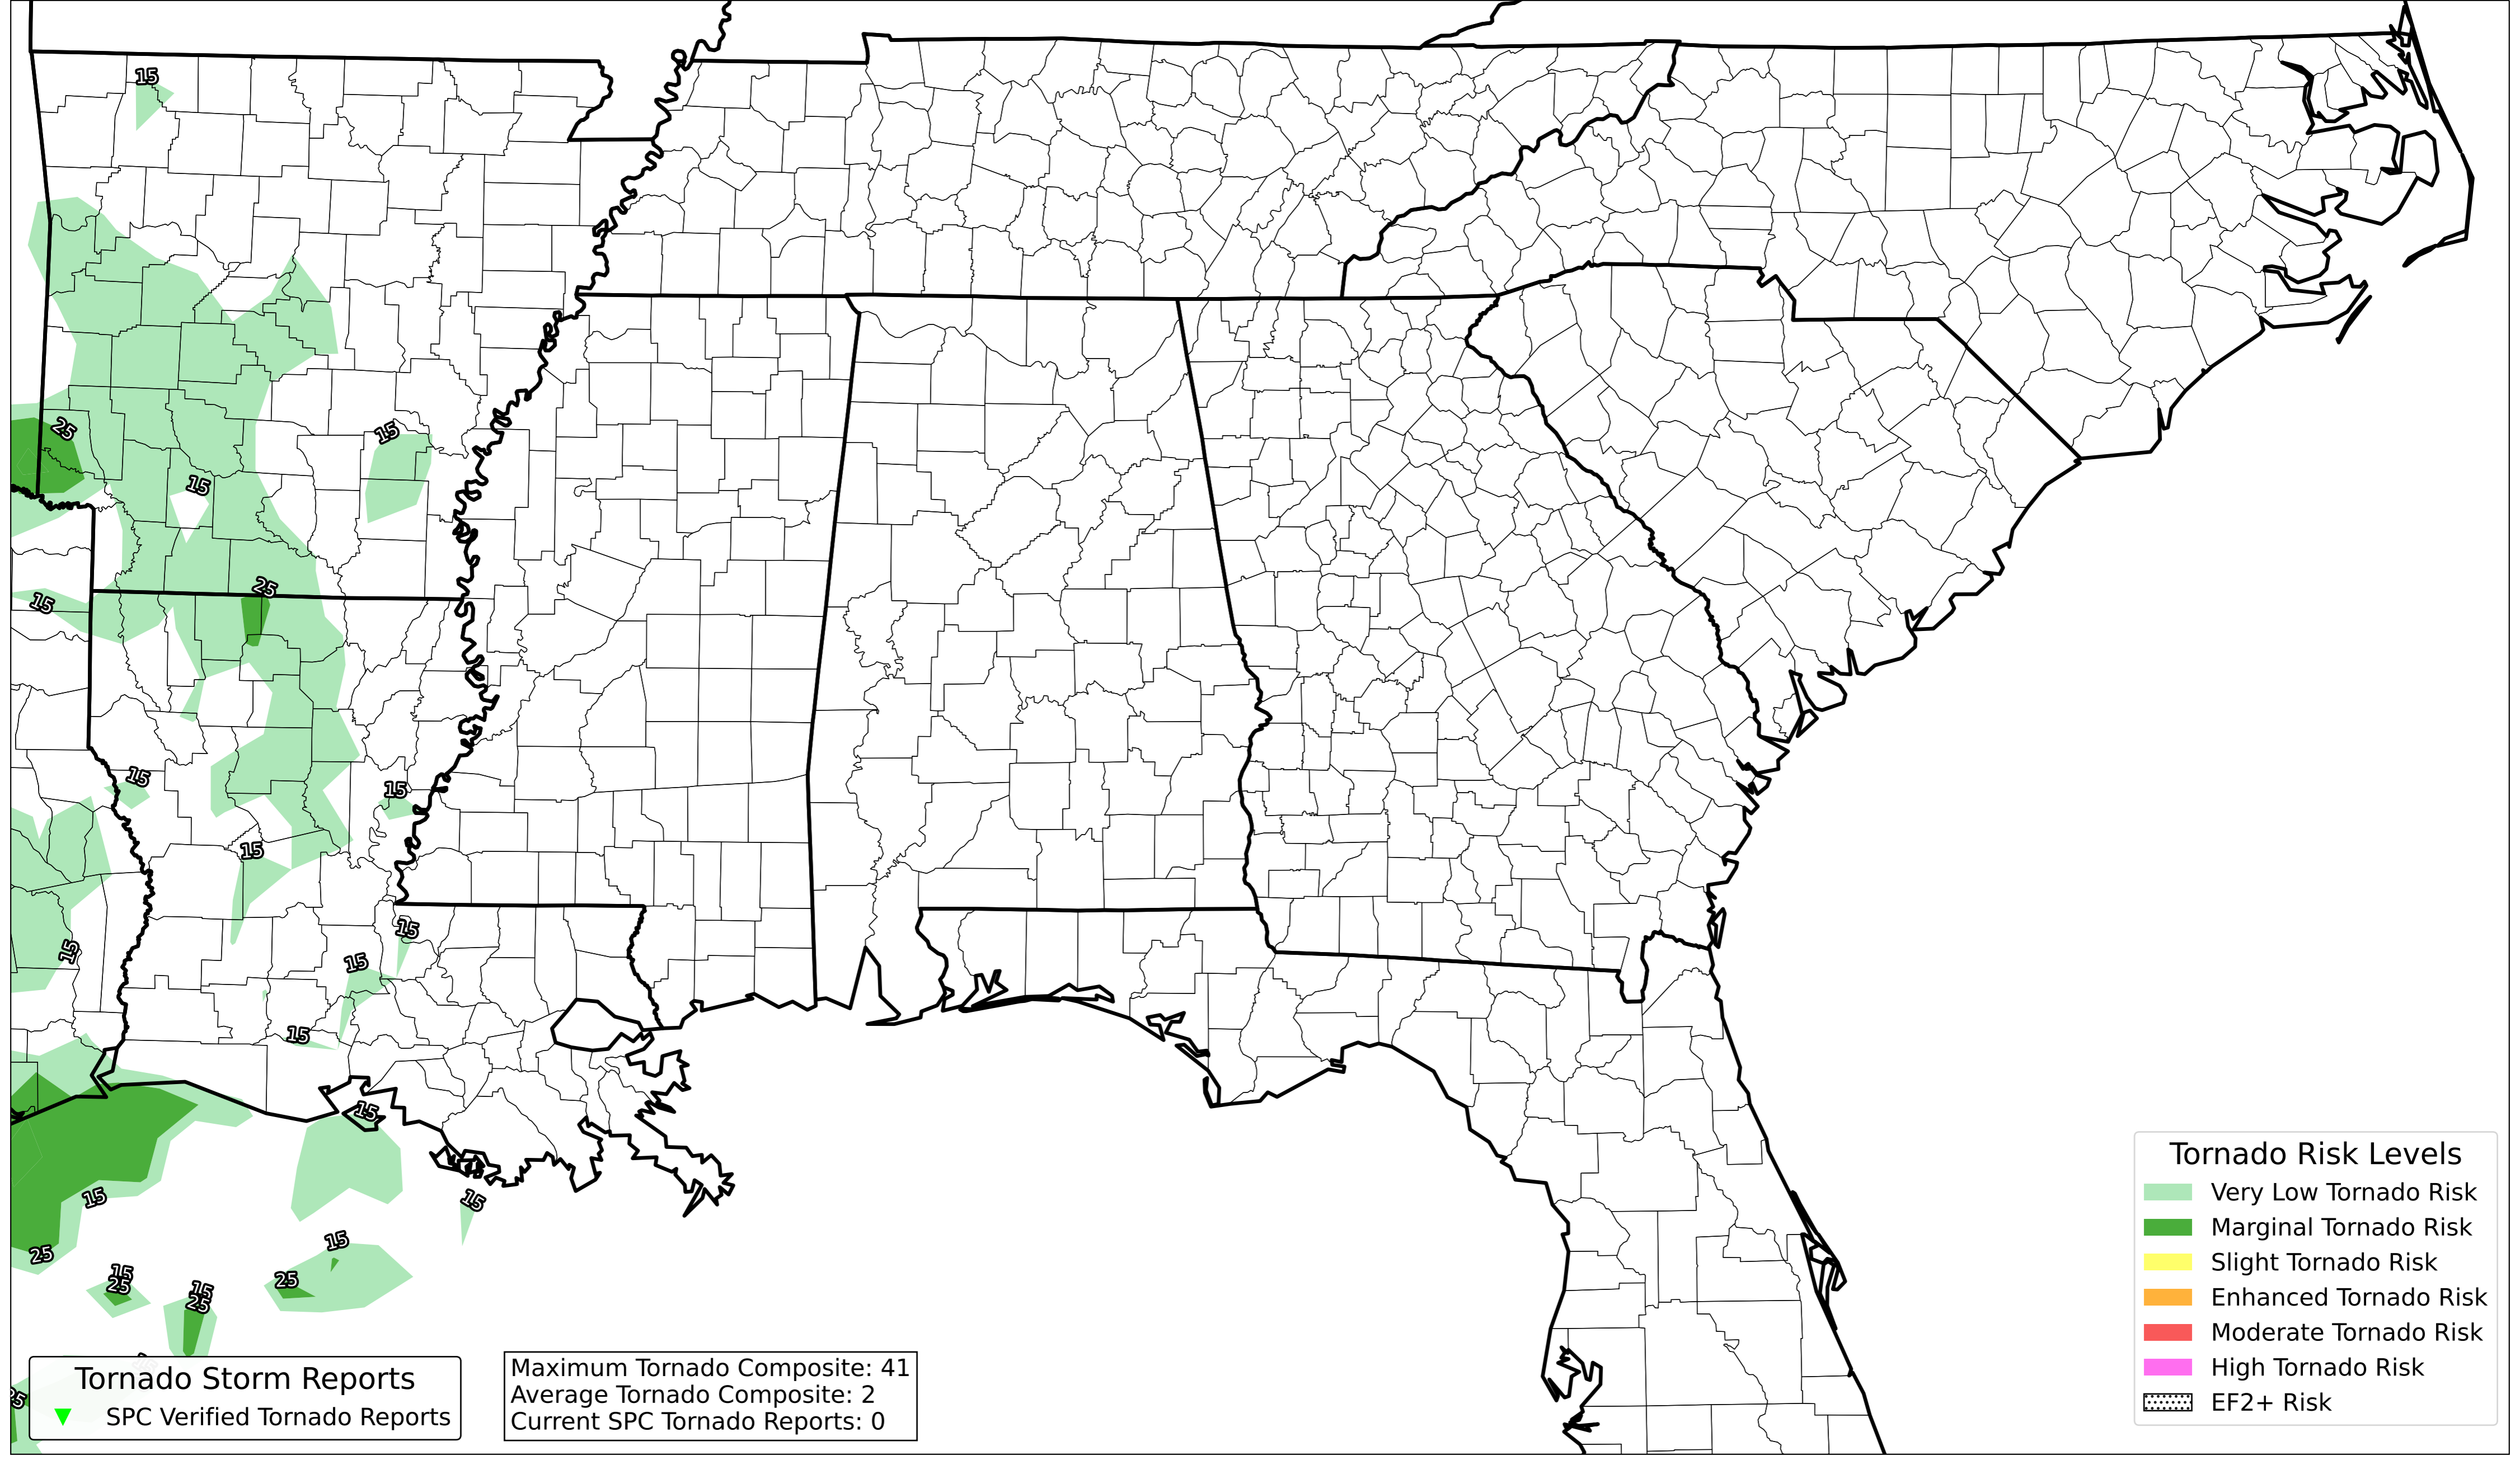 15
25
15
15
25
15
15
15
15
15
15
15
15
15
15
15
25
15
15
25
15
25
25
Tornado Storm Reports
SPC Verified Tornado Reports
Maximum Tornado Composite: 41
Average Tornado Composite: 2
Current SPC Tornado Reports: 0
Tornado Risk Levels
Very Low Tornado Risk
Marginal Tornado Risk
Slight Tornado Risk
Enhanced Tornado Risk
Moderate Tornado Risk
High Tornado Risk
EF2+ Risk